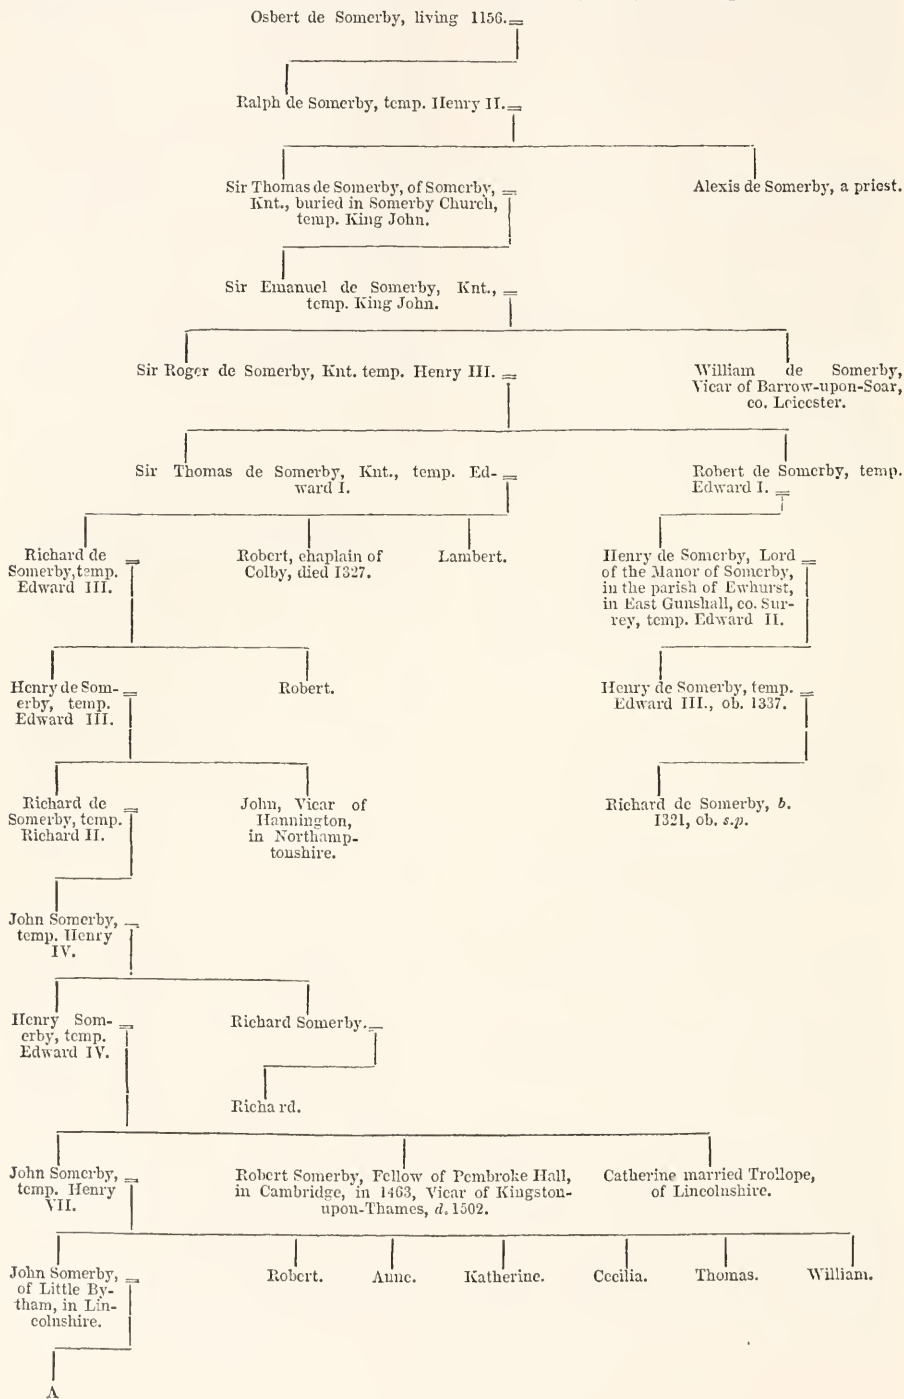 Osbert de Somerby, living 1156.
Ralph de Somerby, temp. Henry II.
Sir Thomas de Somerby, of Somerby,
Knt., buried in Somerby Church,
temp. King John.
Alexis de Somerby, a priest.
Sir Emanuel de Somerby, Knt.,
temp. King John.
Sir Roger de Somerby, Knt. temp. Henry III.
William de Somerby,
Vicar of Barrow-upon-Soar,
co. Leicester.
Sir Thomas de Somerby, Knt., temp. Ed-
ward I.
Robert de Somerby, temp.
Edward I.
Richard de
Somerby, temp.
Edward III.
Robert, chaplain of
Colby, died 1327.
Lambert.
Henry de Somerby, Lord
of the Manor of Somerby,
in the parish of Ewhurst,
in East Gunshall, co. Sur-
rey, temp. Edward II.
Henry de Som-
erby, temp.
Edward III.
Robert.
Henry de Somerby, temp.
Edward III., ob. 1337.
Richard de
Somerby, temp.
Richard II.
John, Vicar of
Hannington,
in Northamp-
tonshire.
Richard de Somerby, b.
1321, ob. s.p.
John Somerby,
temp. Henry
IV.
Henry Som-
erby, temp.
Edward IV.
Richard Somerby.
Richard.
John Somerby,
temp. Henry
VII.
Robert Somerby, Fellow of Pembroke Hall,
in Cambridge, in 1463, Vicar of Kingston-
upon-Thames, d. 1502.
Catherine married Trollope,
of Lincolnshire.
John Somerby,
of Little By-
tham, in Lin-
colnshire.
Robert.
Anne.
Katherine.
Cecilia.
Thomas.
William.
A